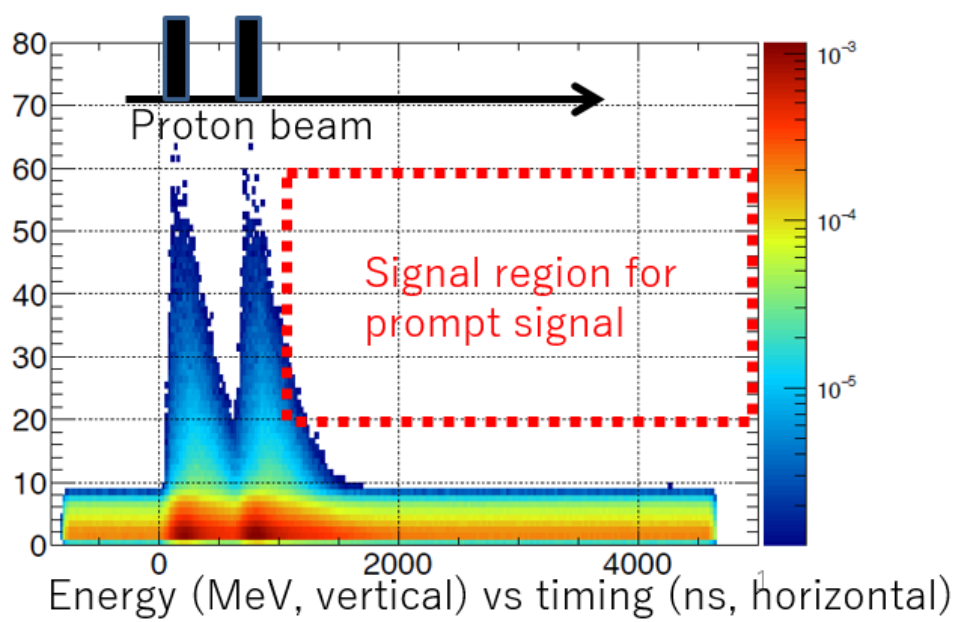 80
70
60
50
40
30
20
10
0
0 2000 4000
10⁻³
10⁻⁴
10⁻⁵
Proton beam
Signal region for
prompt signal
1
Energy (MeV, vertical) vs timing (ns, horizontal)